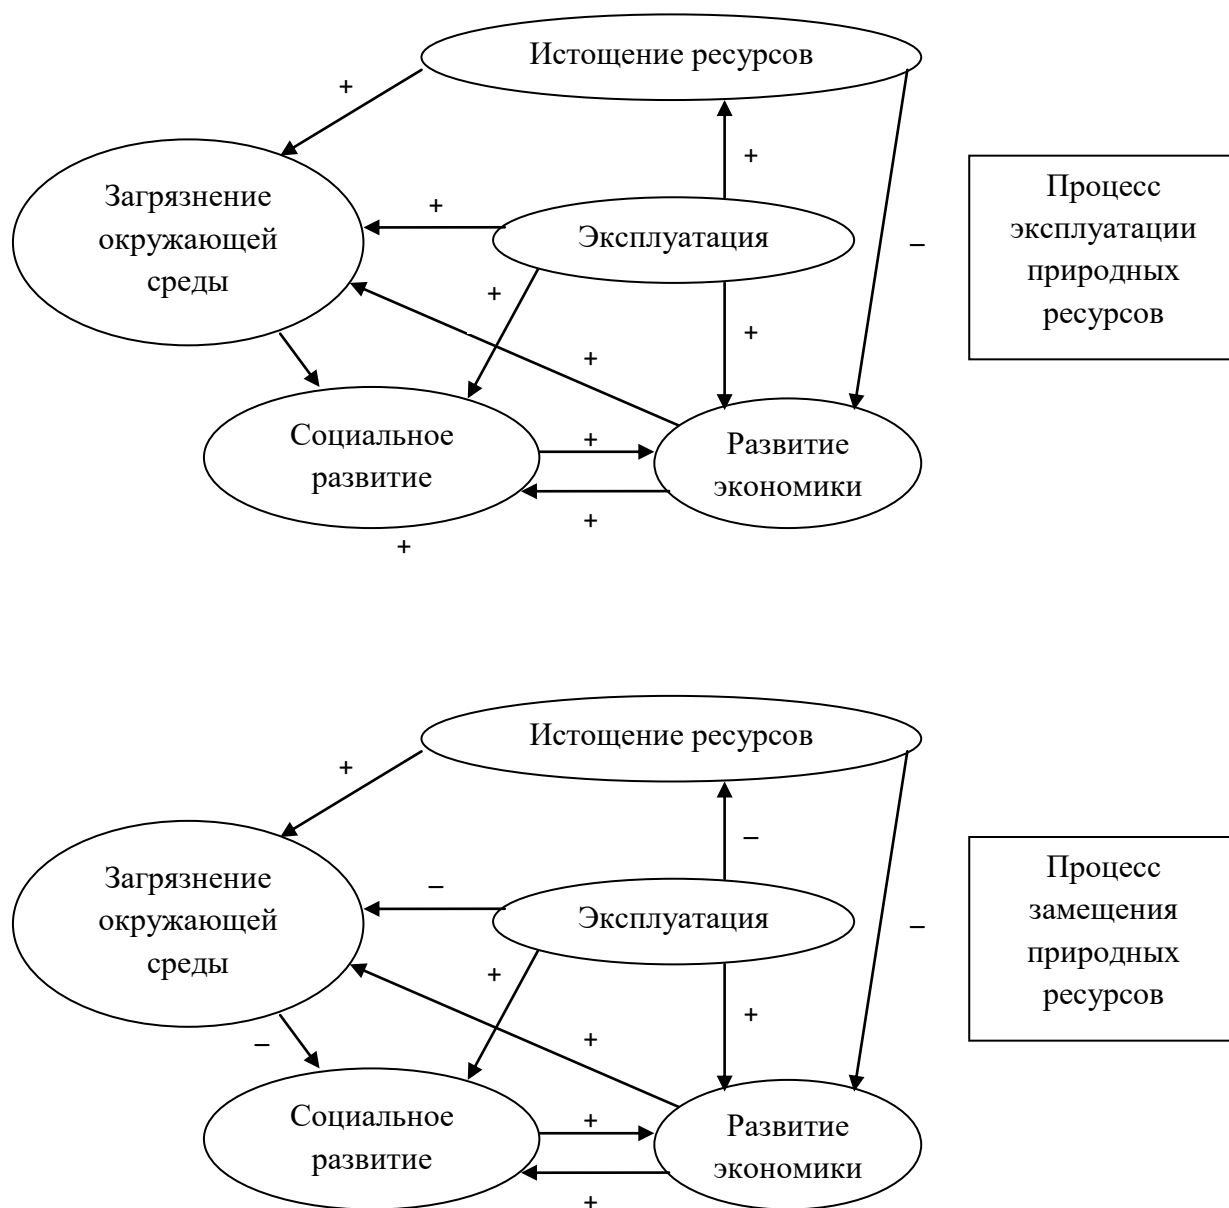 Истощение ресурсов
+
+
Загрязнение
окружающей
среды
+
Эксплуатация
–
Процесс
эксплуатации
природных
ресурсов
+
+
+
Социальное
развитие
+
Развитие
экономики
+
+
Истощение ресурсов
+
–
Загрязнение
окружающей
среды
–
Эксплуатация
–
Процесс
замещения
природных
ресурсов
+
+
+
–
Социальное
развитие
+
Развитие
экономики
+